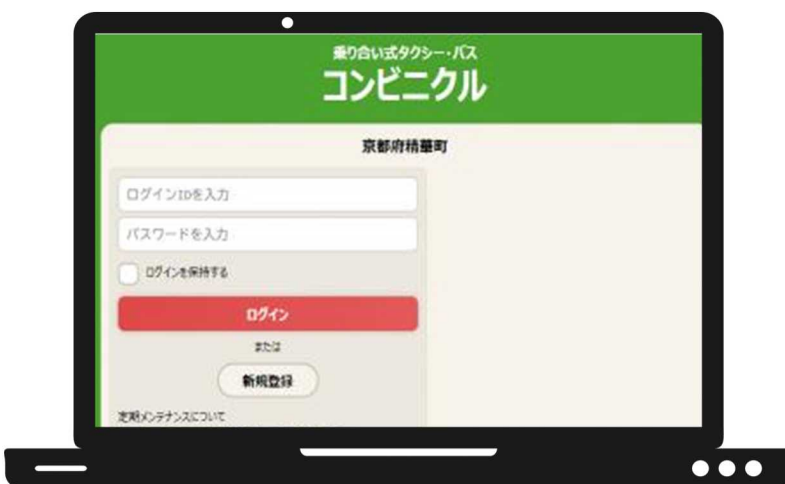 乗り合い式タクシー・バス
コンビニクル
京都府精華町
ログインIDを入力
パスワードを入力
ログインを保持する
ログイン
または
新規登録
定期メンテナンスについて